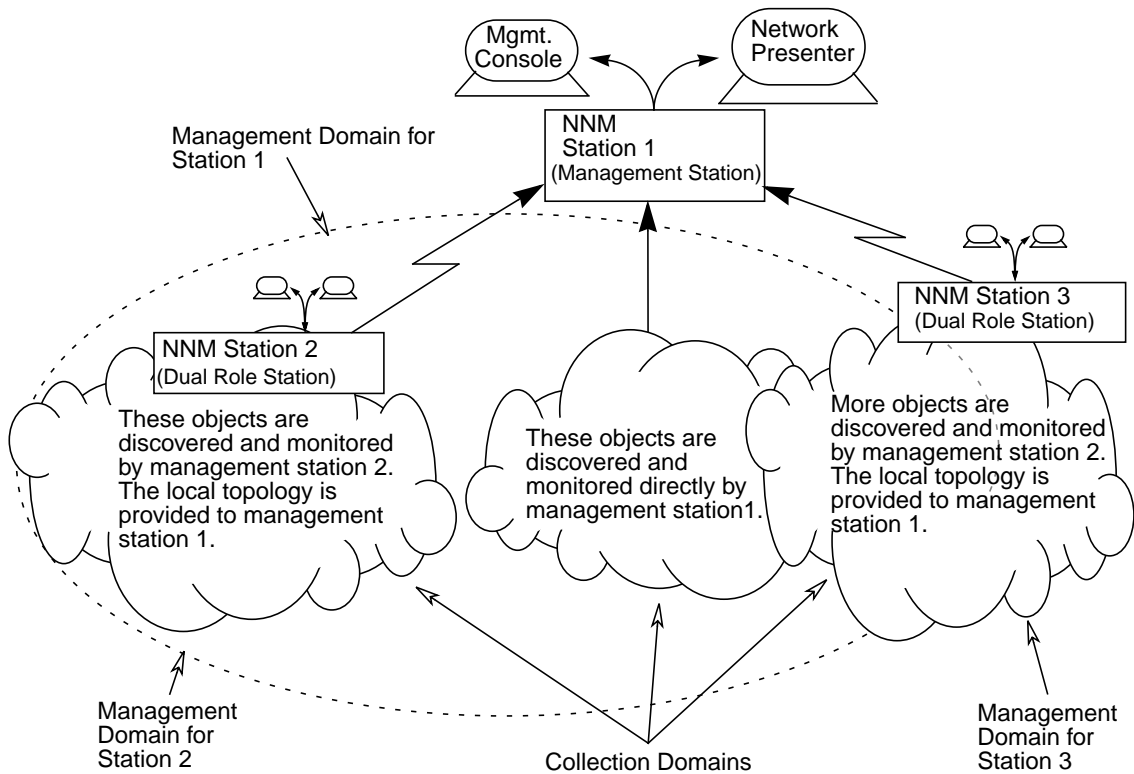 Mgmt.
Console
Network
Presenter
NNM
Station 1
(Management Station)
Management Domain for
Station 1
NNM Station 2
(Dual Role Station)
NNM Station 3
(Dual Role Station)
These objects are
discovered and monitored
by management station 2.
The local topology is
provided to management
station 1.
These objects are
discovered and
monitored directly by
management station1.
More objects are
discovered and monitored
by management station 2.
The local topology is
provided to management
station 1.
Management
Domain for
Station 2
Collection Domains
Management
Domain for
Station 3